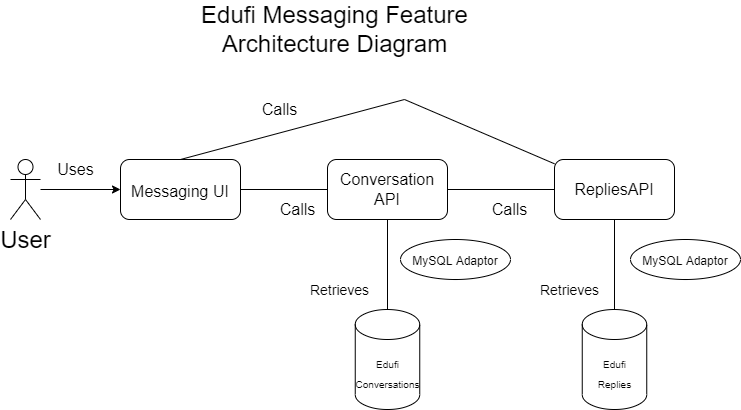 Edufi Messaging Feature
Architecture Diagram
Calls
Uses
Messaging UI
Calls
Conversation
API
Calls
RepliesAPI
User
MySQL Adaptor
MySQL Adaptor
Retrieves
Retrieves
Edufi
Conversations
Edufi
Replies